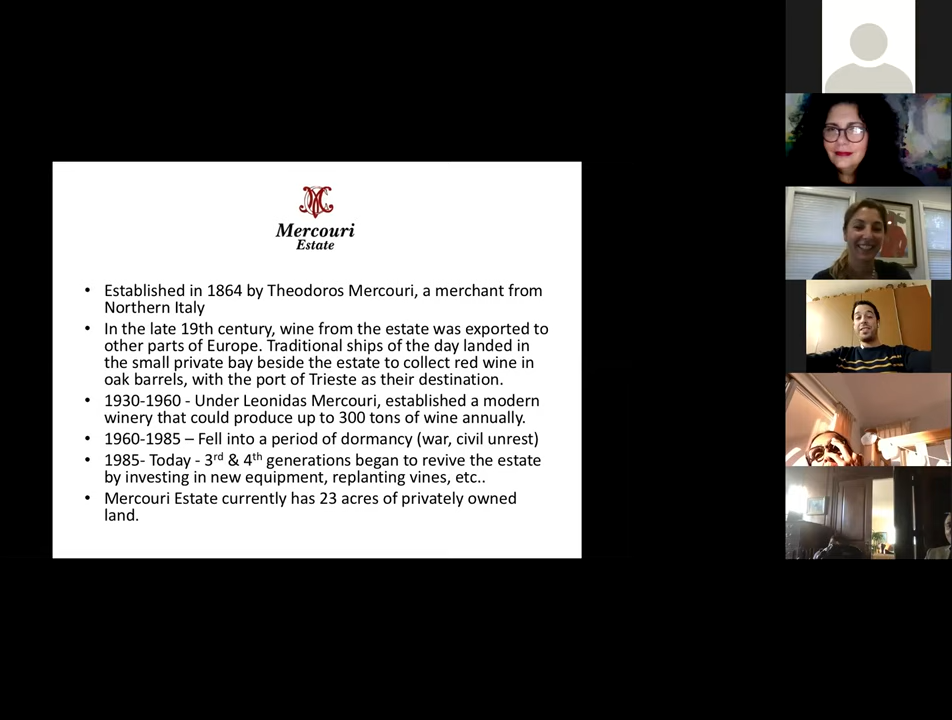 Mercouri
Estate
• Established in 1864 by Theodoros Mercouri, a merchant from
Northern Italy
• In the late 19th century, wine from the estate was exported to
other parts of Europe. Traditional ships of the day landed in
the small private bay beside the estate to collect red wine in
oak barrels, with the port of Trieste as their destination.
• 1930-1960 - Under Leonidas Mercouri, established a modern
winery that could produce up to 300 tons of wine annually.
• 1960-1985 – Fell into a period of dormancy (war, civil unrest)
• 1985- Today - 3rd & 4th generations began to revive the estate
by investing in new equipment, replanting vines, etc..
• Mercouri Estate currently has 23 acres of privately owned
land.